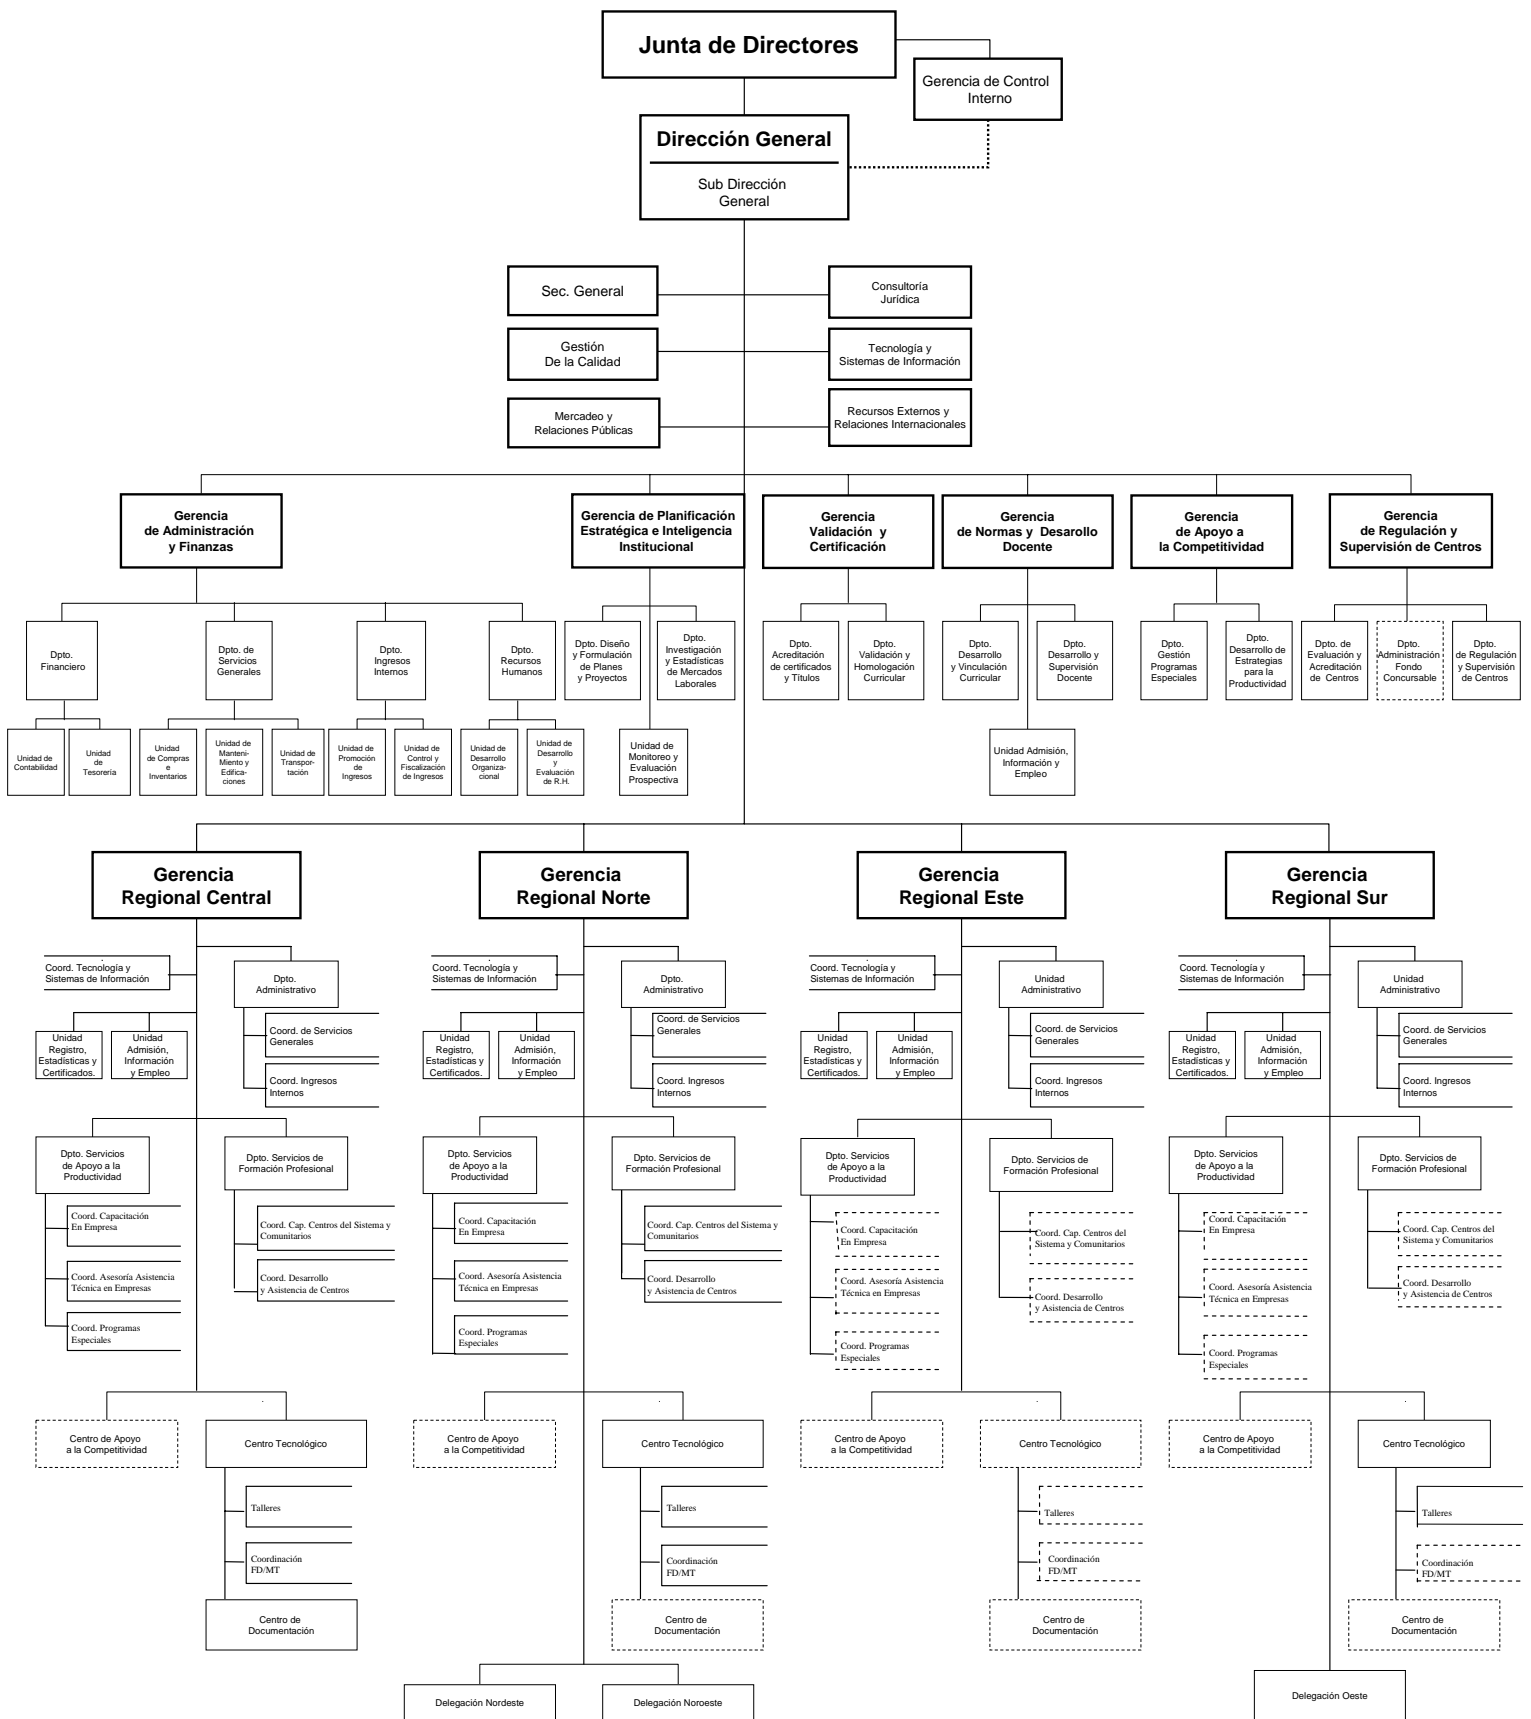 Junta de Directores
Gerencia de Control
Interno
Dirección General
Sub Dirección
General
Sec. General
Consultoría
Jurídica
Gestión
De la Calidad
Tecnología y
Sistemas de Información
Mercadeo y
Relaciones Públicas
Recursos Externos y
Relaciones Internacionales
Gerencia
de Administración
y Finanzas
Gerencia de Planificación
Estratégica e Inteligencia
Institucional
Gerencia
Validación y
Certificación
Gerencia
de Normas y Desarollo
Docente
Gerencia
de Apoyo a
la Competitividad
Gerencia
de Regulación y
Supervisión de Centros
Dpto.
Financiero
Dpto. de
Servicios
Generales
Dpto.
Ingresos
Internos
Dpto.
Recursos
Humanos
Dpto. Diseño
y Formulación
de Planes
y Proyectos
Dpto.
Investigación
y Estadísticas
de Mercados
Laborales
Dpto.
Acreditación
de certificados
y Títulos
Dpto.
Validación y
Homologación
Curricular
Dpto.
Desarrollo
y Vinculación
Curricular
Dpto.
Desarrollo y
Supervisión
Docente
Dpto.
Gestión
Programas
Especiales
Dpto.
Desarrollo de
Estrategias
para la
Productividad
Dpto. de
Evaluación y
Acreditación
de Centros
Dpto.
Administración
Fondo
Concursable
Dpto.
de Regulación
y Supervisión
de Centros
Unidad de
Contabilidad
Unidad
de
Tesorería
Unidad
de Compras
e
Inventarios
Unidad de
Manteni-
Miento y
Edifica-
ciones
Unidad de
Transpor-
tación
Unidad de
Promoción
de
Ingresos
Unidad de
Control y
Fiscalización
de Ingresos
Unidad de
Desarrollo
Organiza-
cional
Unidad de
Desarrollo
y
Evaluación
de R.H.
Unidad de
Monitoreo y
Evaluación
Prospectiva
Unidad Admisión,
Información y
Empleo
Gerencia
Regional Central
Gerencia
Regional Norte
Gerencia
Regional Este
Gerencia
Regional Sur
Coord. Tecnología y
Sistemas de Información
Dpto.
Administrativo
Coord. Tecnología y
Sistemas de Información
Dpto.
Administrativo
Coord. Tecnología y
Sistemas de Información
Unidad
Administrativo
Coord. Tecnología y
Sistemas de Información
Unidad
Administrativo
Unidad
Registro,
Estadísticas y
Certificados.
Unidad
Admisión,
Información
y Empleo
Coord. de Servicios
Generales
Coord. Ingresos
Internos
Unidad
Registro,
Estadísticas y
Certificados.
Unidad
Admisión,
Información
y Empleo
Coord. de Servicios
Generales
Coord. Ingresos
Internos
Unidad
Registro,
Estadísticas y
Certificados.
Unidad
Admisión,
Información
y Empleo
Coord. de Servicios
Generales
Coord. Ingresos
Internos
Unidad
Registro,
Estadísticas y
Certificados.
Unidad
Admisión,
Información
y Empleo
Coord. de Servicios
Generales
Coord. Ingresos
Internos
Dpto. Servicios
de Apoyo a la
Productividad
Dpto. Servicios de
Formación Profesional
Dpto. Servicios
de Apoyo a la
Productividad
Dpto. Servicios de
Formación Profesional
Dpto. Servicios
de Apoyo a la
Productividad
Dpto. Servicios de
Formación Profesional
Dpto. Servicios
de Apoyo a la
Productividad
Dpto. Servicios de
Formación Profesional
Coord. Capacitación
En Empresa
Coord. Asesoría Asistencia
Técnica en Empresas
Coord. Programas
Especiales
Coord. Cap. Centros del Sistema y
Comunitarios
Coord. Desarrollo
y Asistencia de Centros
Coord. Capacitación
En Empresa
Coord. Asesoría Asistencia
Técnica en Empresas
Coord. Programas
Especiales
Coord. Cap. Centros del Sistema y
Comunitarios
Coord. Desarrollo
y Asistencia de Centros
Coord. Capacitación
En Empresa
Coord. Asesoría Asistencia
Técnica en Empresas
Coord. Programas
Especiales
Coord. Cap. Centros del
Sistema y Comunitarios
Coord. Desarrollo
y Asistencia de Centros
Coord. Capacitación
En Empresa
Coord. Asesoría Asistencia
Técnica en Empresas
Coord. Programas
Especiales
Coord. Cap. Centros del
Sistema y Comunitarios
Coord. Desarrollo
y Asistencia de Centros
Centro de Apoyo
a la Competitividad
Centro Tecnológico
Centro de Apoyo
a la Competitividad
Centro Tecnológico
Centro de Apoyo
a la Competitividad
Centro Tecnológico
Centro de Apoyo
a la Competitividad
Centro Tecnológico
Talleres
Coordinación
FD/MT
Centro de
Documentación
Talleres
Coordinación
FD/MT
Centro de
Documentación
Talleres
Coordinación
FD/MT
Centro de
Documentación
Talleres
Coordinación
FD/MT
Centro de
Documentación
Delegación Nordeste
Delegación Noroeste
Delegación Oeste